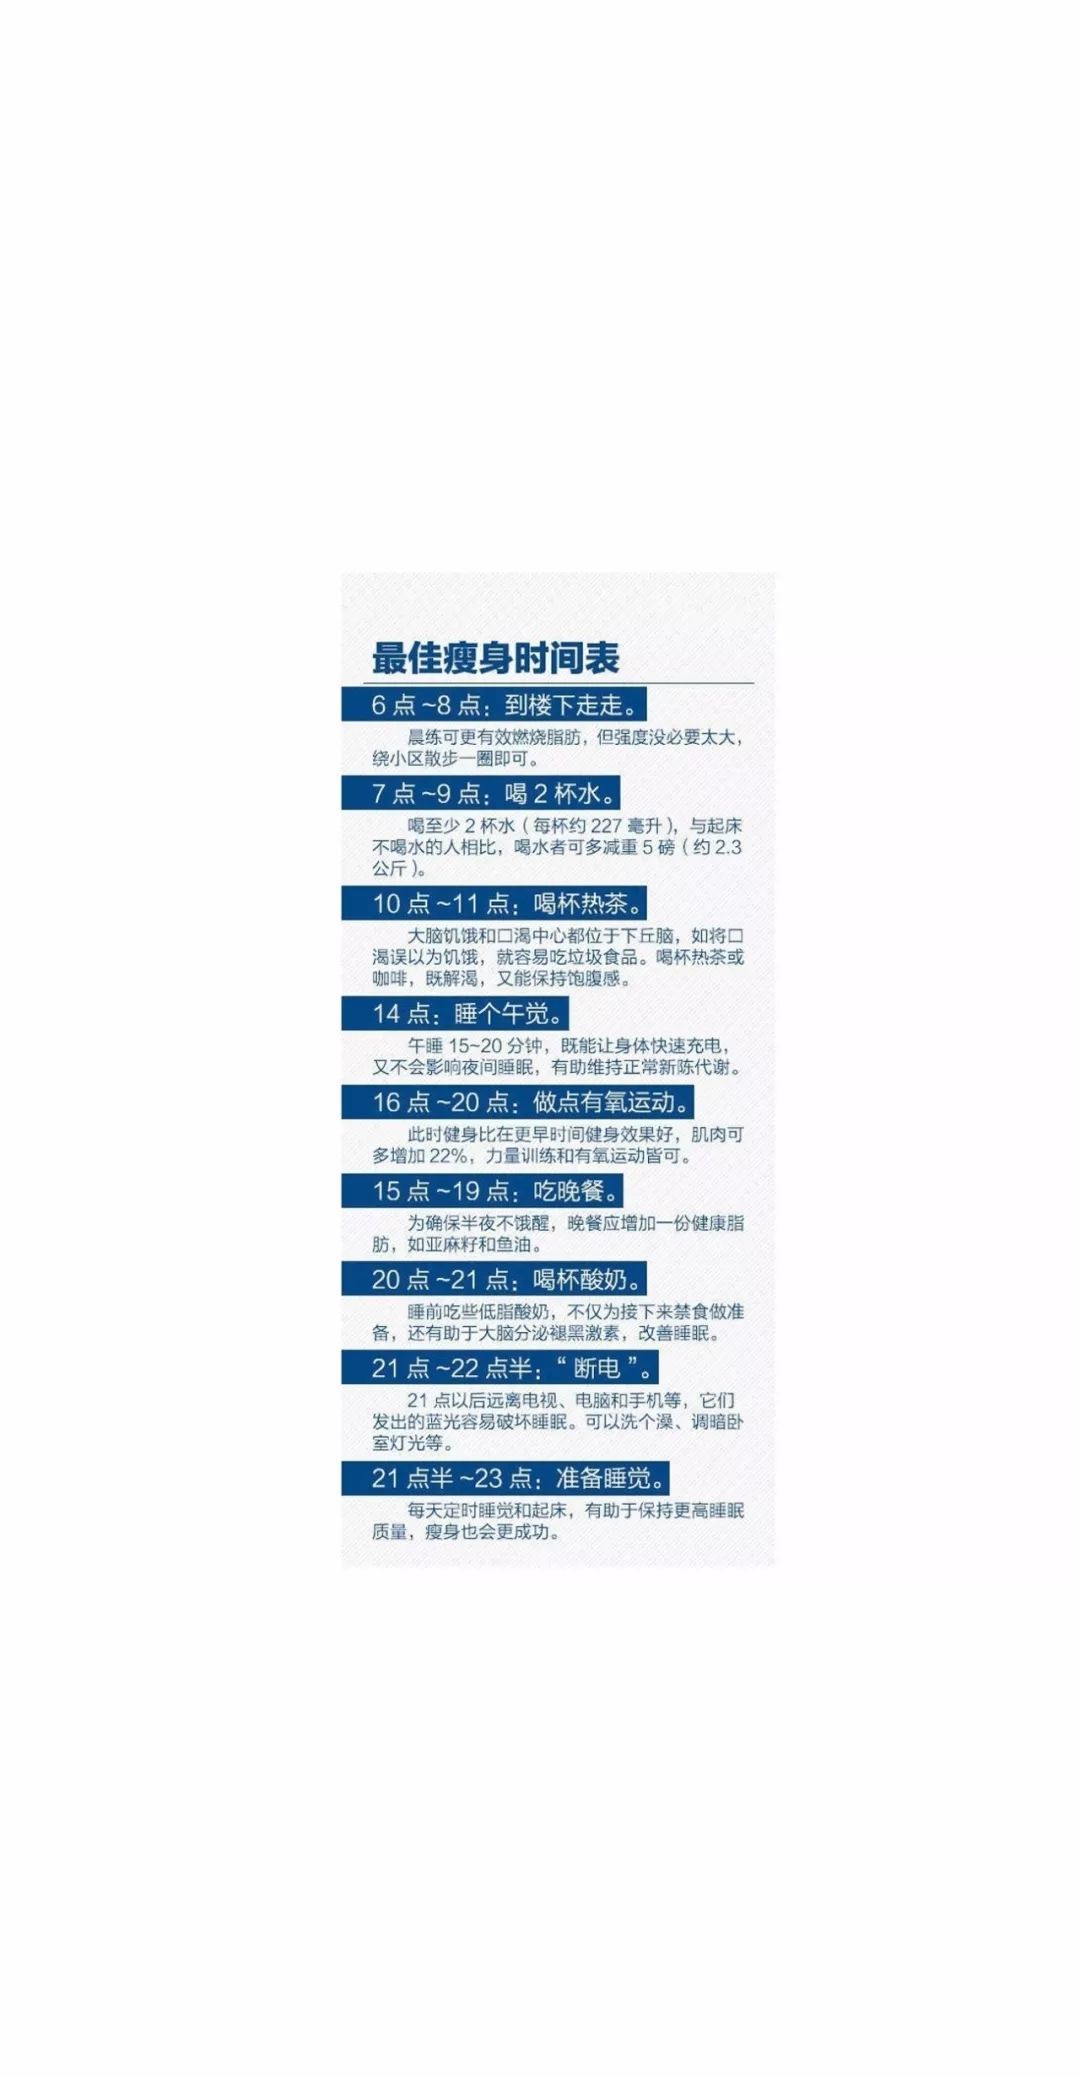 最佳瘦身时间表
6 点 ~8 点：到楼下走走。
晨练可更有效燃烧脂肪，但强度没必要太大，
绕小区散步一圈即可。
7 点 ~9 点：喝 2 杯水。
喝至少 2 杯水（每杯约 227 毫升），与起床
不喝水的人相比，喝水者可多减重 5 磅（约 2.3
公斤）。
10 点 ~11 点：喝杯热茶。
大脑饥饿和口渴中心都位于下丘脑，如将口
渴误以为饥饿，就容易吃垃圾食品。喝杯热茶或
咖啡，既解渴，又能保持饱腹感。
14 点：睡个午觉。
午睡 15~20 分钟，既能让身体快速充电，
又不会影响夜间睡眠，有助维持正常新陈代谢。
16 点 ~20 点：做点有氧运动。
此时健身比在更早时间健身效果好，肌肉可
多增加 22%，力量训练和有氧运动皆可。
15 点 ~19 点：吃晚餐。
为确保半夜不饿醒，晚餐应增加一份健康脂
肪，如亚麻籽和鱼油。
20 点 ~21 点：喝杯酸奶。
睡前吃些低脂酸奶，不仅为接下来禁食做准
备，还有助于大脑分泌褪黑激素，改善睡眠。
21 点 ~22 点半：“ 断电 ”。
21 点以后远离电视、电脑和手机等，它们
发出的蓝光容易破坏睡眠。可以洗个澡、调暗卧
室灯光等。
21 点半 ~23 点：准备睡觉。
每天定时睡觉和起床，有助于保持更高睡眠
质量，瘦身也会更成功。